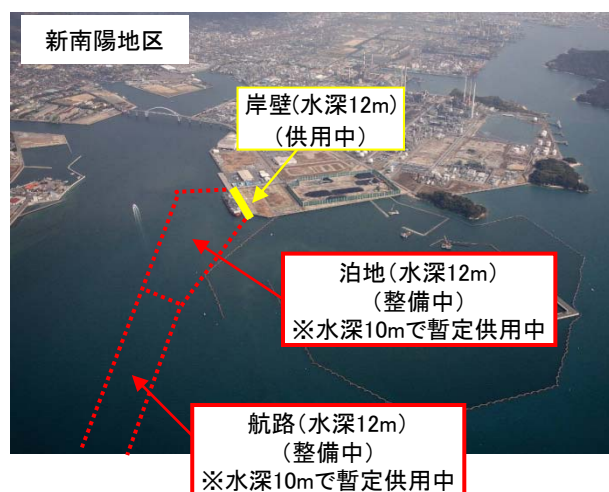 新南陽地区
岸壁(水深12m)
(供用中)
泊地(水深12m)
(整備中)
※水深10mで暫定供用中
航路(水深12m)
(整備中)
※水深10mで暫定供用中